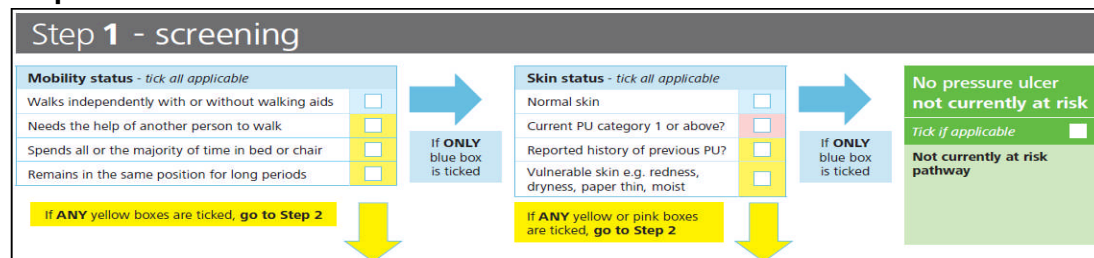 Step 1 - screening
Mobility status - tick all applicable
Walks independently with or without walking aids
Needs the help of another person to walk
Spends all or the majority of time in bed or chair
Remains in the same position for long periods
If ANY yellow boxes are ticked, go to Step 2
If ONLY
blue box
is ticked
Skin status - tick all applicable
Normal skin
Current PU category 1 or above?
Reported history of previous PU?
Vulnerable skin e.g. redness,
dryness, paper thin, moist
If ANY yellow or pink boxes
are ticked, go to Step 2
If ONLY
blue box
is ticked
No pressure ulcer
not currently at risk
Tick if applicable
Not currently at risk
pathway